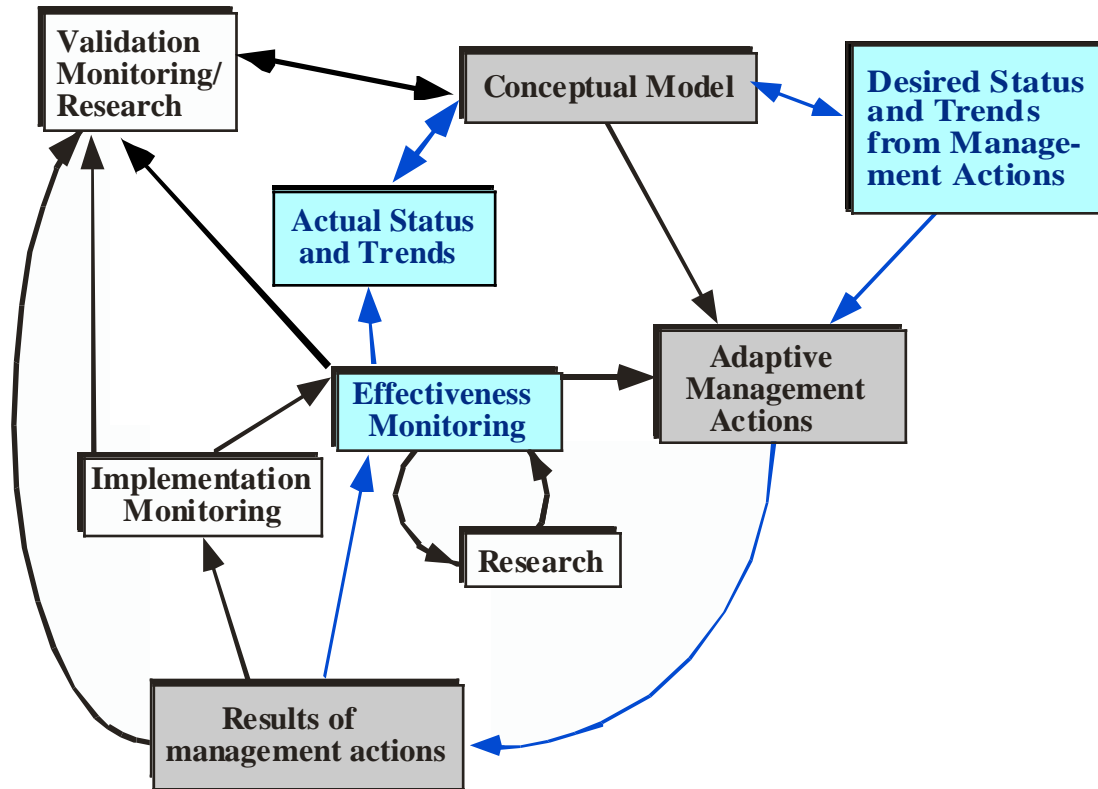 Validation
Monitoring/
Research
Conceptual Model
Desired Status
and Trends
from Manage-
ment Actions
Actual Status
and Trends
Adaptive
Management
Actions
Effectiveness
Monitoring
Implementation
Monitoring
Research
Results of
management actions